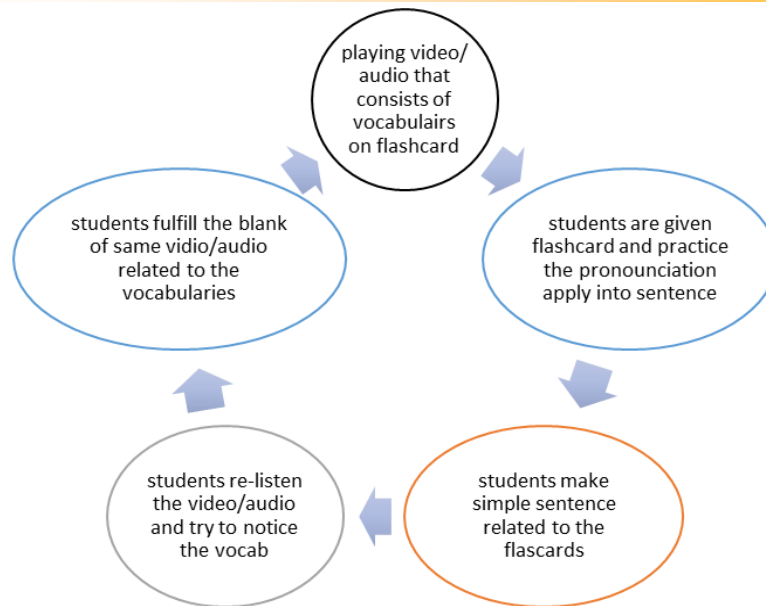 playing video/
audio that
consists of
vocabulairs
on flashcard
students are given
flashcard and practice
the pronounciation
apply into sentence
students make
simple sentence
related to the
flascards
students re-listen
the video/audio
and try to notice
the vocab
students fulfill the blank
of same vidio/audio
related to the
vocabularies